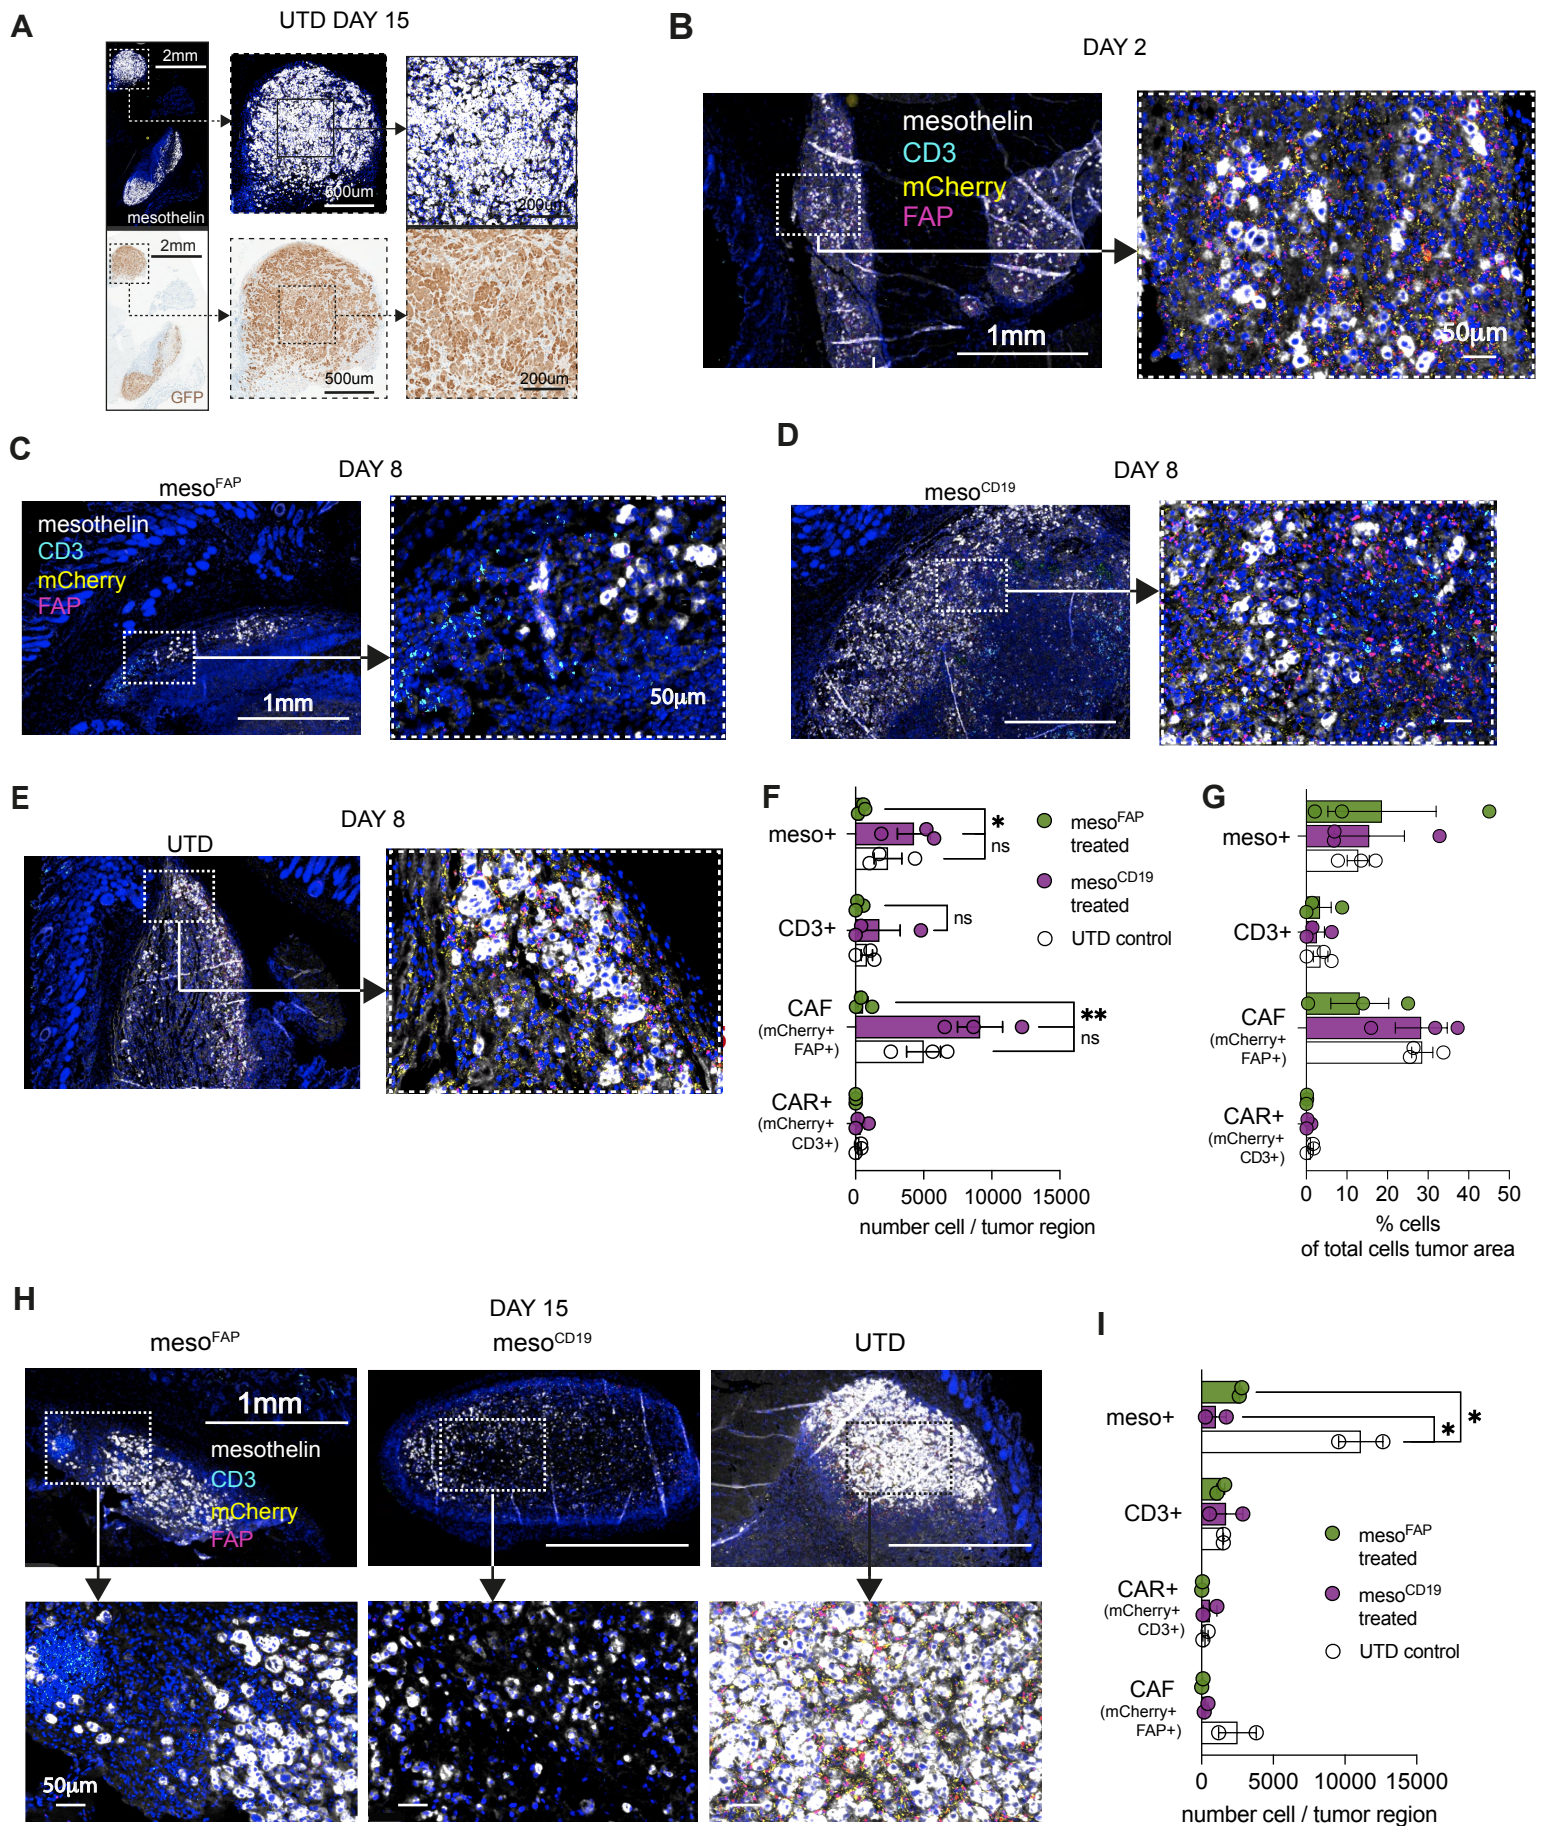 A
UTD DAY 15
2mm
mesothelin
500um
200um
2mm
GFP
500um
200um
B
DAY 2
mesothelin
CD3
mCherry
FAP
1mm
50µm
C
DAY 8
mesoFAP
mesothelin
CD3
mCherry
FAP
1mm
50µm
D
DAY 8
mesoCD19
E
DAY 8
UTD
F
meso+
CD3+
CAF
(mCherry+
FAP+)
CAR+
(mCherry+
CD3+)
*
ns
ns
**
ns
mesoFAP
treated
mesoCD19
treated
UTD control
0 5000 10000 15000
number cell / tumor region
G
meso+
CD3+
CAF
(mCherry+
FAP+)
CAR+
(mCherry+
CD3+)
0 10 20 30 40 50
% cells
of total cells tumor area
H
DAY 15
mesoFAP
mesoCD19
UTD
1mm
mesothelin
CD3
mCherry
FAP
50µm
I
meso+
CD3+
CAR+
(mCherry+
CD3+)
CAF
(mCherry+
FAP+)
*
*
mesoFAP
treated
mesoCD19
treated
UTD control
0 5000 10000 15000
number cell / tumor region